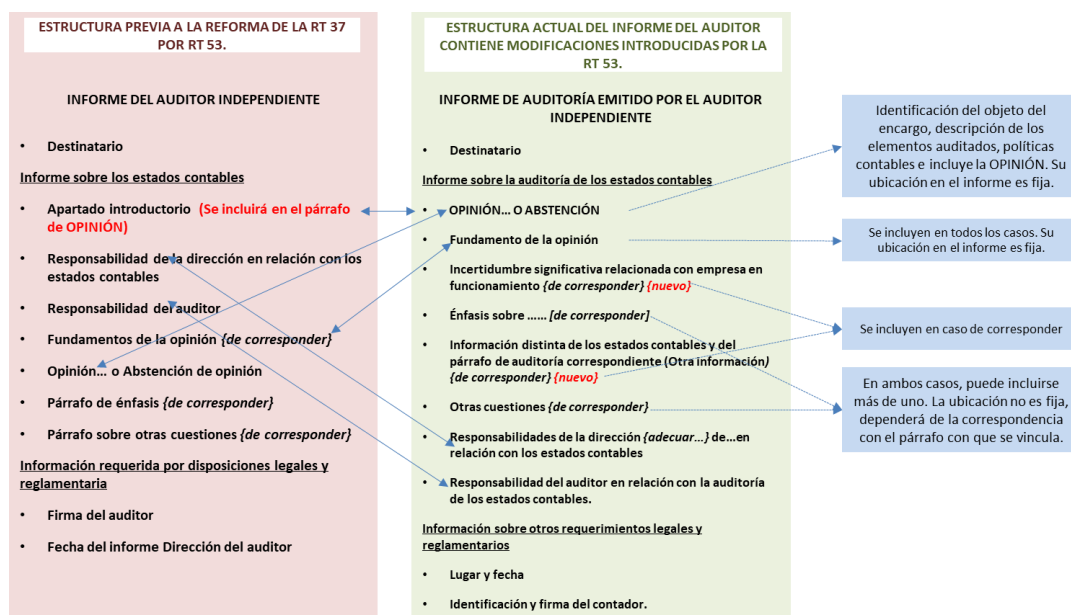 ESTRUCTURA PREVIA A LA REFORMA DE LA RT 37
POR RT 53.
INFORME DEL AUDITOR INDEPENDIENTE
• Destinatario
Informe sobre los estados contables
• Apartado introductorio (Se incluirá en el párrafo
de OPINIÓN)
• Responsabilidad de la dirección en relación con los
estados contables
• Responsabilidad del auditor
• Fundamentos de la opinión {de corresponder}
• Opinión… o Abstención de opinión
• Párrafo de énfasis {de corresponder}
• Párrafo sobre otras cuestiones {de corresponder}
Información requerida por disposiciones legales y
reglamentaria
• Firma del auditor
• Fecha del informe Dirección del auditor
ESTRUCTURA ACTUAL DEL INFORME DEL AUDITOR
CONTIENE MODIFICACIONES INTRODUCIDAS POR LA
RT 53.
INFORME DE AUDITORÍA EMITIDO POR EL AUDITOR
INDEPENDIENTE
• Destinatario
Informe sobre la auditoría de los estados contables
• OPINIÓN… O ABSTENCIÓN
• Fundamento de la opinión
• Incertidumbre significativa relacionada con empresa en
funcionamiento {de corresponder} {nuevo}
• Énfasis sobre …… [de corresponder]
• Información distinta de los estados contables y del
párrafo de auditoría correspondiente (Otra información)
{de corresponder} {nuevo}
• Otras cuestiones {de corresponder}
• Responsabilidades de la dirección {adecuar…} de…en
relación con los estados contables
• Responsabilidad del auditor en relación con la auditoría
de los estados contables.
Información sobre otros requerimientos legales y
reglamentarios
• Lugar y fecha
• Identificación y firma del contador.
Identificación del objeto del
encargo, descripción de los
elementos auditados, políticas
contables e incluye la OPINIÓN. Su
ubicación en el informe es fija.
Se incluyen en todos los casos. Su
ubicación en el informe es fija.
Se incluyen en caso de corresponder
En ambos casos, puede incluirse
más de uno. La ubicación no es fija,
dependerá de la correspondencia
con el párrafo con que se vincula.